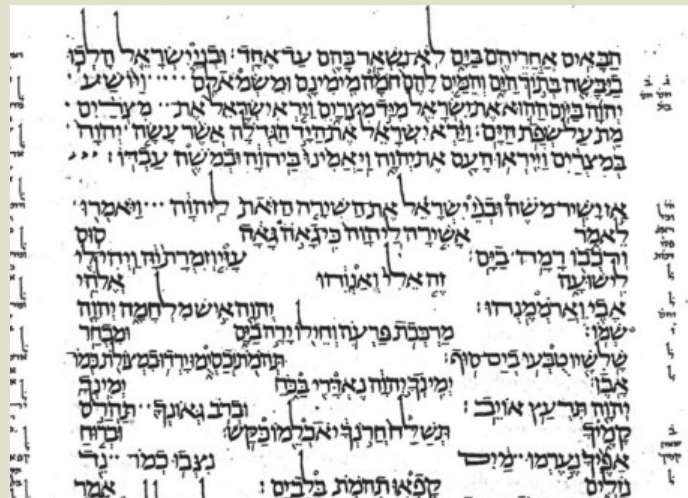 הבאים אחריהם בים לא נשאר בהם עד אחד׃ ובני ישראל הלכו
ביבשה בתוך הים והמים להם חמה מימינם ומשמאלם ויושע
יהוה ביום ההוא את ישראל מיד מצרים וירא ישראל את מצרים
מת על שפת הים׃ וירא ישראל את היד הגדלה אשר עשה יהוה
במצרים וייראו העם את יהוה ויאמינו ביהוה ובמשה עבדו׃
אז ישיר משה ובני ישראל את השירה הזאת ליהוה ויאמרו
לאמר אשירה ליהוה כי גאה גאה סוס
ורכבו רמה בים׃ עזי וזמרת יה ויהי לי
לישועה זה אלי ואנוהו אלהי
אבי וארממנהו׃ יהוה איש מלחמה יהוה
שמו׃ מרכבת פרעה וחילו ירה בים ומבחר
שלשיו טבעו בים סוף׃ תהמת יכסימו ירדו במצולת כמו
אבן׃ ימינך יהוה נאדרי בכח ימינך
יהוה תרעץ אויב׃ וברב גאונך תהרס
קמיך תשלח חרנך יאכלמו כקש׃ וברוח
אפיך נערמו מים נצבו כמו נד
נזלים קפאו תהמת בלב ים׃ אמר